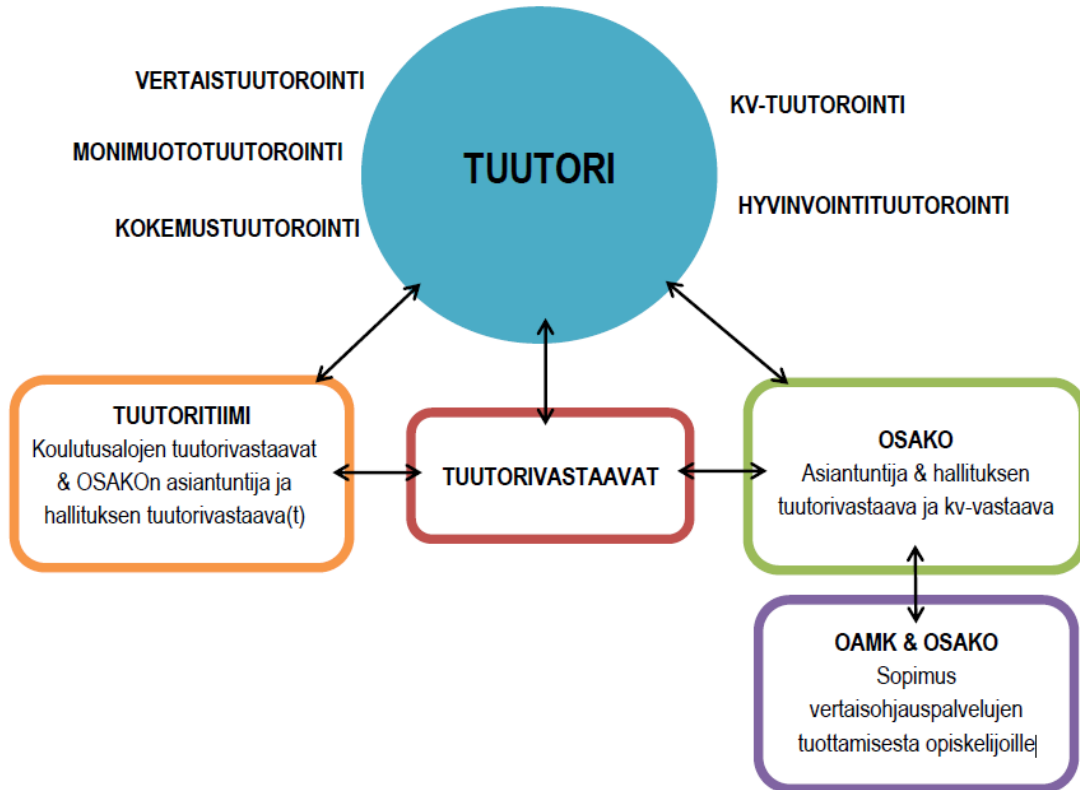 VERTAISTUUTOROINTI
MONIMUOTOTUUTOROINTI
KOKEMUSTUUTOROINTI
TUUTORI
KV-TUUTOROINTI
HYVINVOINTITUUTOROINTI
TUUTORITIIMI
Koulutusalojen tuutorivastaavat
& OSAKOn asiantuntija ja
hallituksen tuutorivastaava(t)
TUUTORIVASTAAVAT
OSAKO
Asiantuntija & hallituksen
tuutorivastaava ja kv-vastaava
OAMK & OSAKO
Sopimus
vertaisohjauspalvelujen
tuottamisesta opiskelijoille